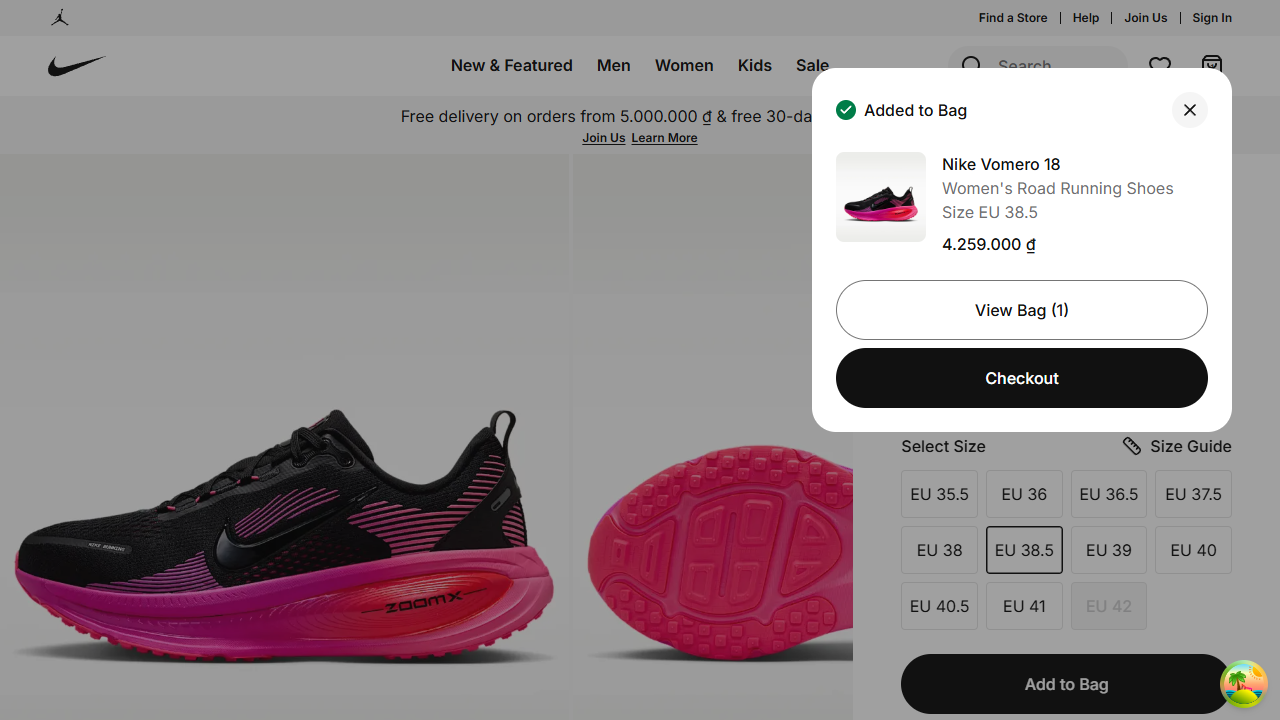 Find a Store
Help
Join Us
Sign In
New & Featured
Men
Women
Kids
Sale
Search
Free delivery on orders from 5.000.000 ₫ & free 30-da
Join Us Learn More
Added to Bag
Nike Vomero 18
Women's Road Running Shoes
Size EU 38.5
4.259.000 ₫
View Bag (1)
Checkout
Select Size
Size Guide
EU 35.5
EU 36
EU 36.5
EU 37.5
EU 38
EU 38.5
EU 39
EU 40
EU 40.5
EU 41
EU 42
Add to Bag
NIKE RUNNING
ZOOMX